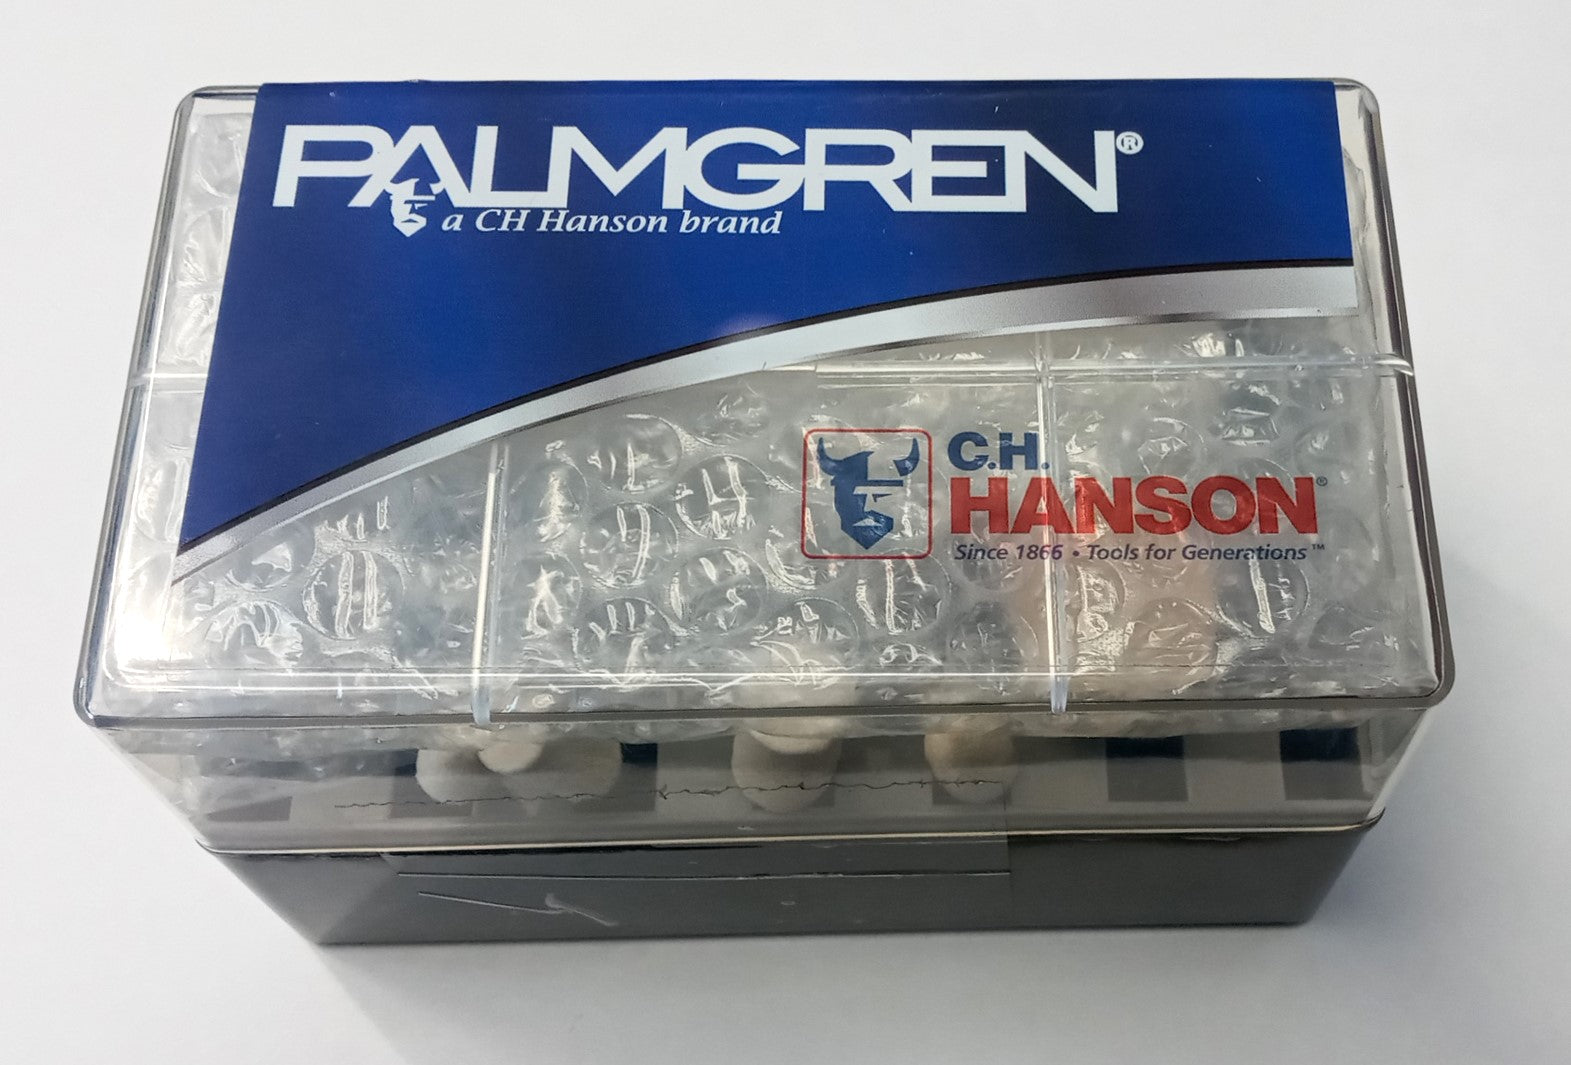 PALMGREN®
a CH Hanson brand
C.H.
HANSON®
Since 1866 • Tools for Generations™